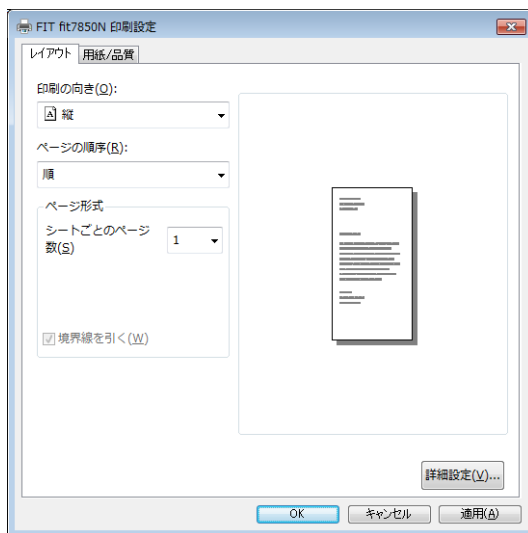 FIT fit7850N 印刷設定
レイアウト 用紙/品質
印刷の向き(O):
A 縦
ページの順序(R):
順
ページ形式
シートごとのページ
数(S)
1
境界線を引く(W)
詳細設定(V)...
OK キャンセル 適用(A)